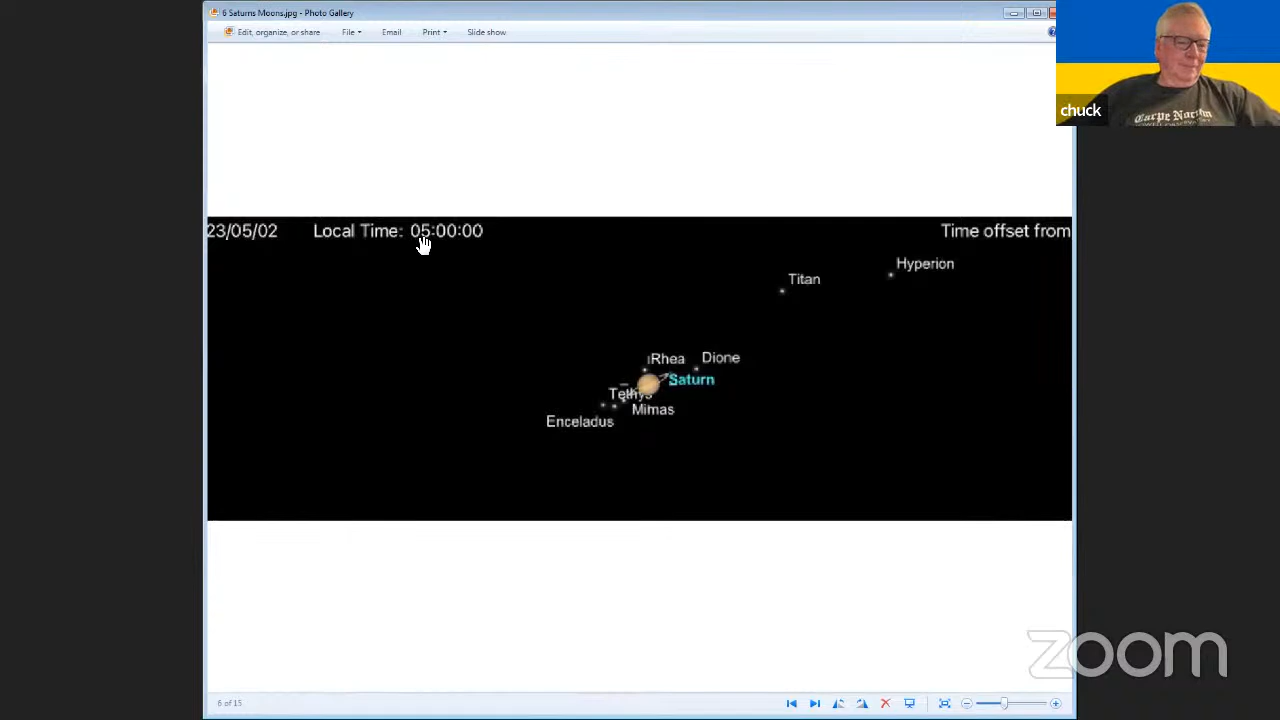 6 Saturns Moons.jpg - Photo Gallery
Edit, organize, or share File Email Print Slide show
chuck
23/05/02 Local Time: 05:00:00 Time offset from
Hyperion
Titan
Rhea Dione
Saturn
Tethys
Mimas
Enceladus
6 of 15
zoom